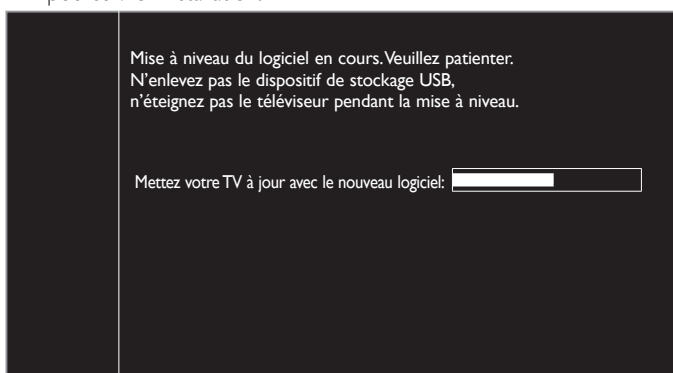 Mise à niveau du logiciel en cours. Veuillez patienter.
N’enlevez pas le dispositif de stockage USB,
n’éteignez pas le téléviseur pendant la mise à niveau.
Mettez votre TV à jour avec le nouveau logiciel: